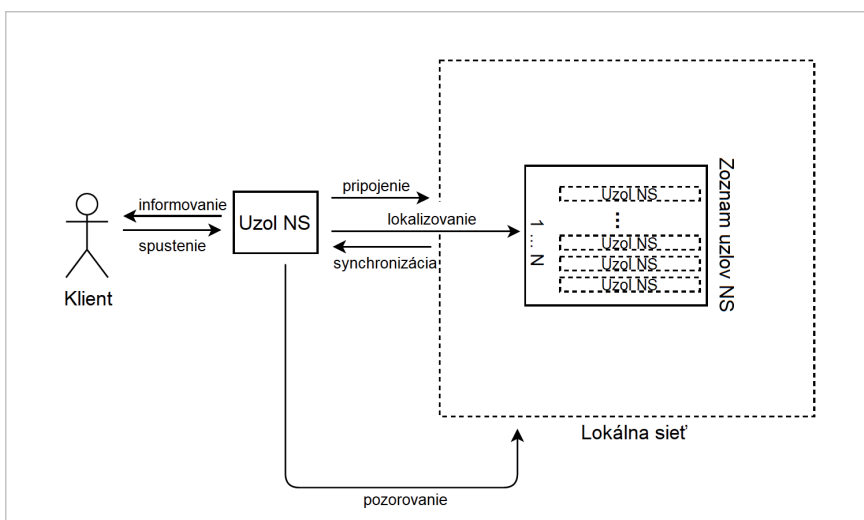 informovanie
spustenie
Klient
Uzol NS
pripojenie
lokalizovanie
synchronizácia
pozorovanie
Uzol NS
Uzol NS
Uzol NS
Uzol NS
1 ... N
Zoznam uzlov NS
Lokálna sieť